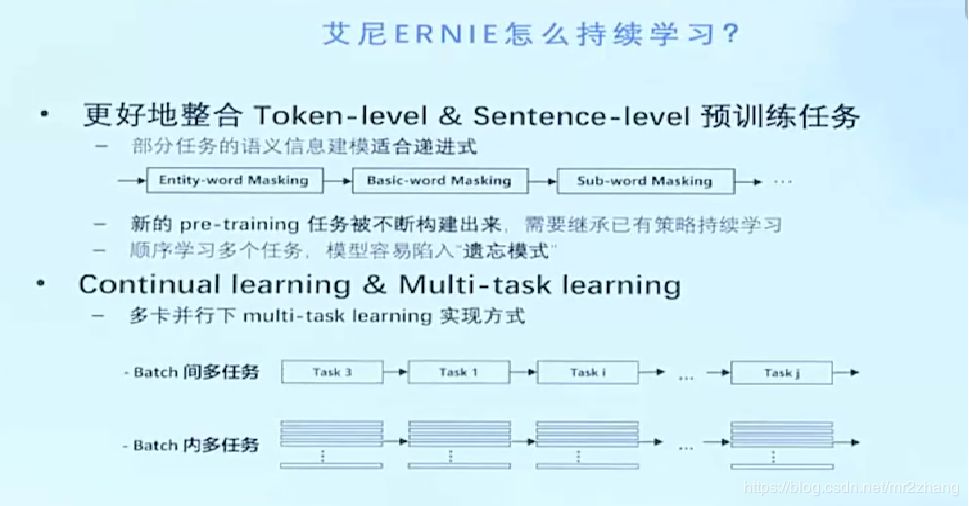 艾尼ERNIE怎么持续学习?
• 更好地整合 Token-level & Sentence-level 预训练任务
– 部分任务的语义信息建模适合递进式
Entity-word Masking Basic-word Masking Sub-word Masking ...
– 新的 pre-training 任务被不断构建出来, 需要继承已有策略持续学习
– 顺序学习多个任务, 模型容易陷入"遗忘模式"
• Continual learning & Multi-task learning
– 多卡并行下 multi-task learning 实现方式
- Batch 间多任务 Task 3 Task 1 Task i ... Task j
- Batch 内多任务 ...
https://blog.csdn.net/mr2zhang